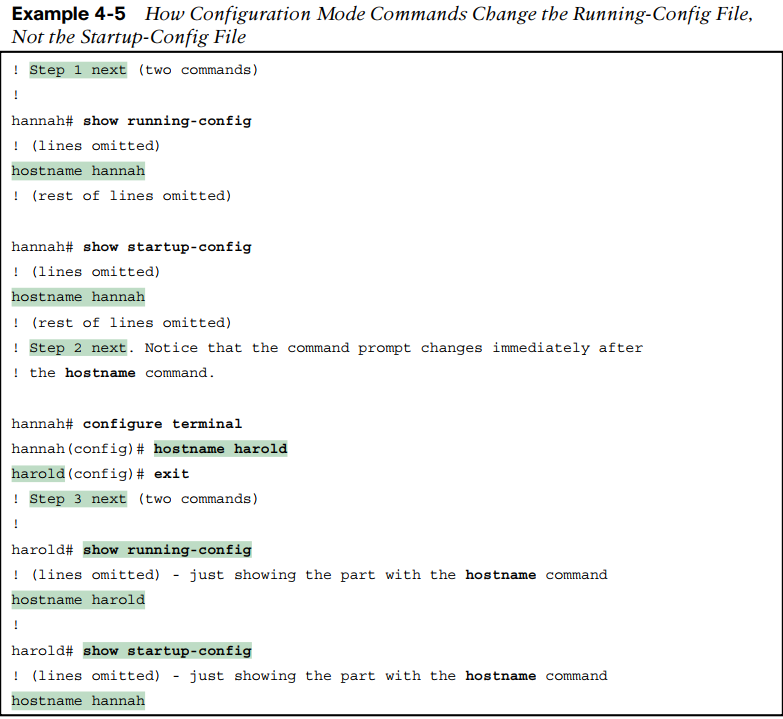 Example 4-5 How Configuration Mode Commands Change the Running-Config File,
Not the Startup-Config File
! Step 1 next (two commands)
!
hannah# show running-config
! (lines omitted)
hostname hannah
! (rest of lines omitted)
hannah# show startup-config
! (lines omitted)
hostname hannah
! (rest of lines omitted)
! Step 2 next. Notice that the command prompt changes immediately after
! the hostname command.
hannah# configure terminal
hannah(config)# hostname harold
harold(config)# exit
! Step 3 next (two commands)
!
harold# show running-config
! (lines omitted) - just showing the part with the hostname command
hostname harold
!
harold# show startup-config
! (lines omitted) - just showing the part with the hostname command
hostname hannah